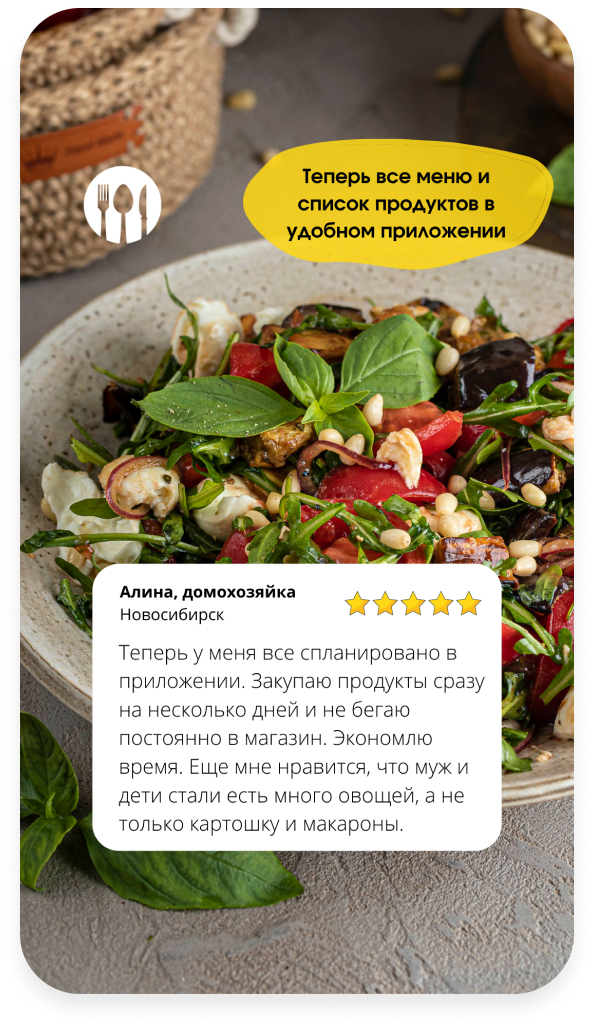 Теперь все меню и
список продуктов в
удобном приложении
Алина, домохозяйка
Новосибирск
Теперь у меня все спланировано в
приложении. Закупаю продукты сразу
на несколько дней и не бегаю
постоянно в магазин. Экономлю
время. Еще мне нравится, что муж и
дети стали есть много овощей, а не
только картошку и макароны.